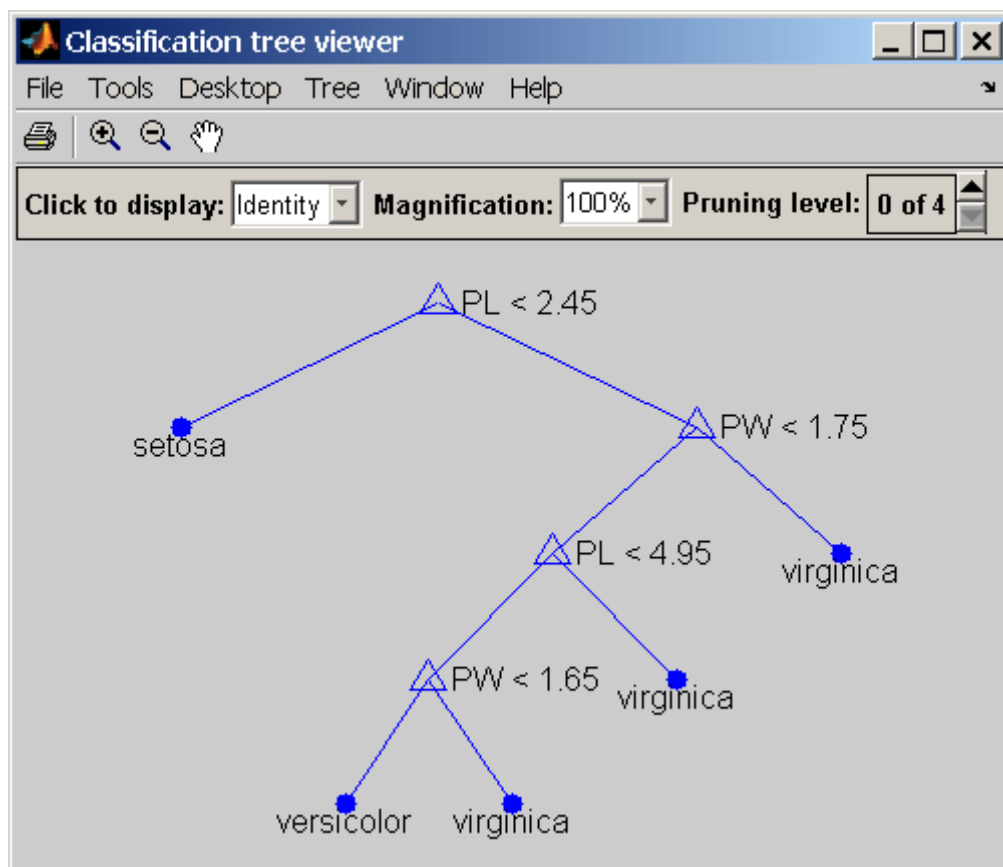 Classification tree viewer
File Tools Desktop Tree Window Help
Click to display: Identity Magnification: 100% Pruning level: 0 of 4
PL < 2.45
setosa
PW < 1.75
PL < 4.95
virginica
PW < 1.65
virginica
versicolor virginica